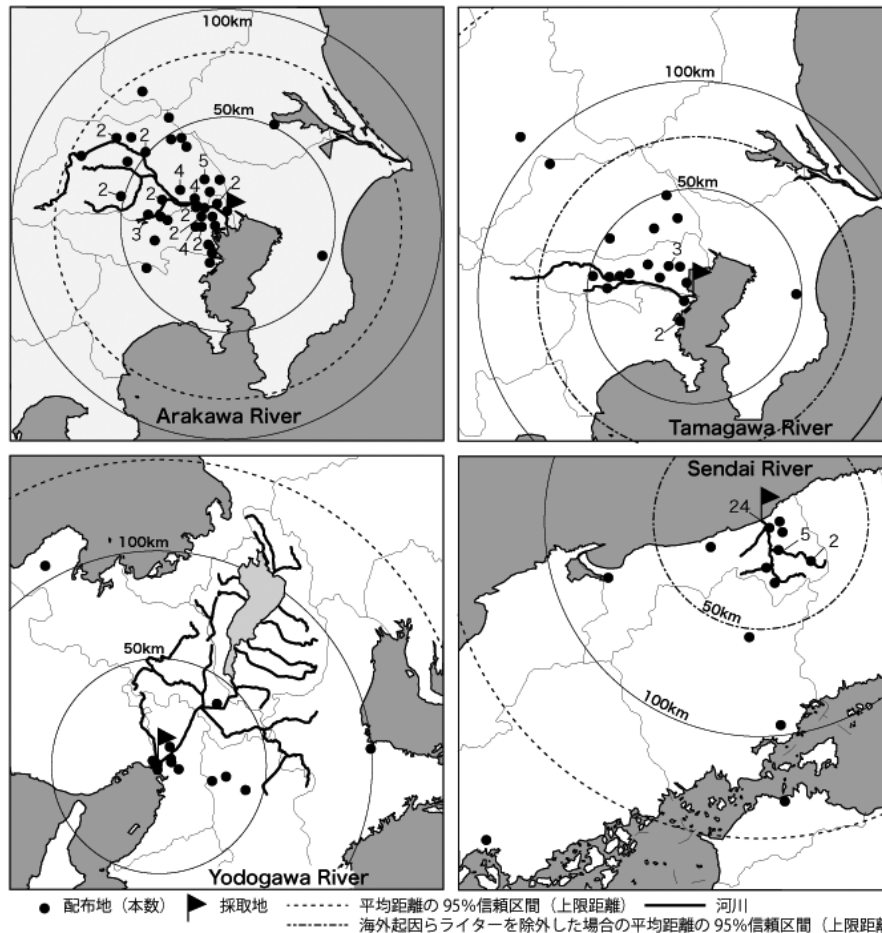 100km
50km
2
2
2
5
4
4
2
2
2
2
3
2
4
2
Arakawa River
100km
50km
3
2
Tamagawa River
100km
50km
Yodogawa River
Sendai River
24
5
2
50km
100km
● 配布地（本数） 採取地 平均距離の 95%信頼区間（上限距離） 河川
海外起因らライターを除外した場合の平均距離の 95%信頼区間（上限距離